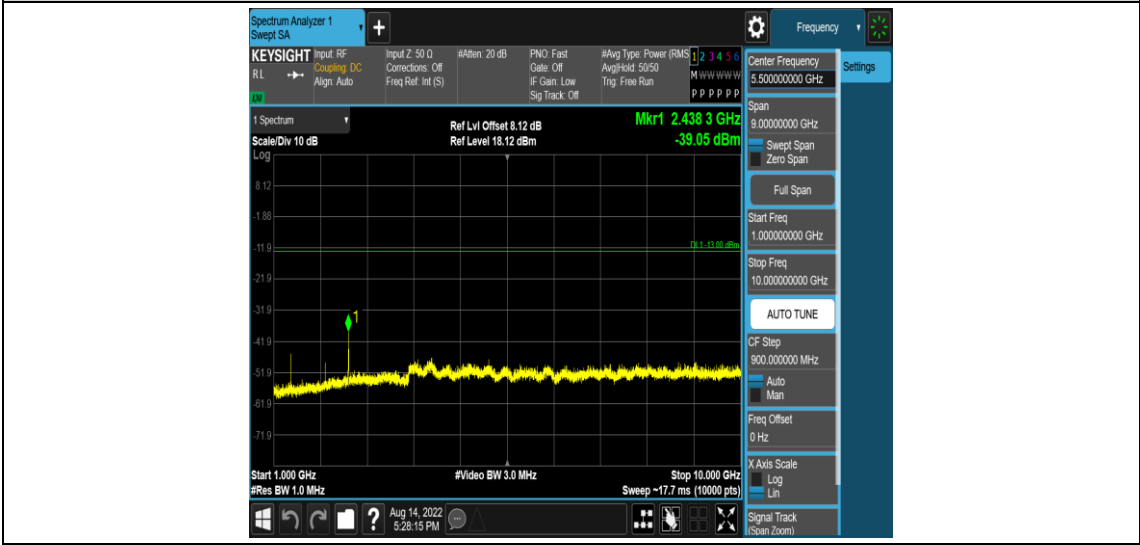 Spectrum Analyzer 1
Swept SA
+
Frequency
KEYSIGHT
RL
LM
Input: RF
Coupling: DC
Align: Auto
Input Z: 50 Ω
Corrections: Off
Freq Ref: Int (S)
#Atten: 20 dB
PNO: Fast
Gate: Off
IF Gain: Low
Sig Track: Off
#Avg Type: Power (RMS
Avg|Hold: 50/50
Trig: Free Run
1 2 3 4 5 6
M W W W W W
P P P P P P
1 Spectrum
Scale/Div 10 dB
Log
Ref Lvl Offset 8.12 dB
Ref Level 18.12 dBm
Mkr1 2.438 3 GHz
-39.05 dBm
8.12
-1.88
-11.9
DL1 -13.00 dBm
-21.9
-31.9
1
-41.9
-51.9
-61.9
-71.9
Start 1.000 GHz
#Res BW 1.0 MHz
#Video BW 3.0 MHz
Stop 10.000 GHz
Sweep ~17.7 ms (10000 pts)
?
Aug 14, 2022
5:28:15 PM
Center Frequency
5.500000000 GHz
Settings
Span
9.00000000 GHz
Swept Span
Zero Span
Full Span
Start Freq
1.000000000 GHz
Stop Freq
10.000000000 GHz
AUTO TUNE
CF Step
900.000000 MHz
Auto
Man
Freq Offset
0 Hz
X Axis Scale
Log
Lin
Signal Track
(Span Zoom)